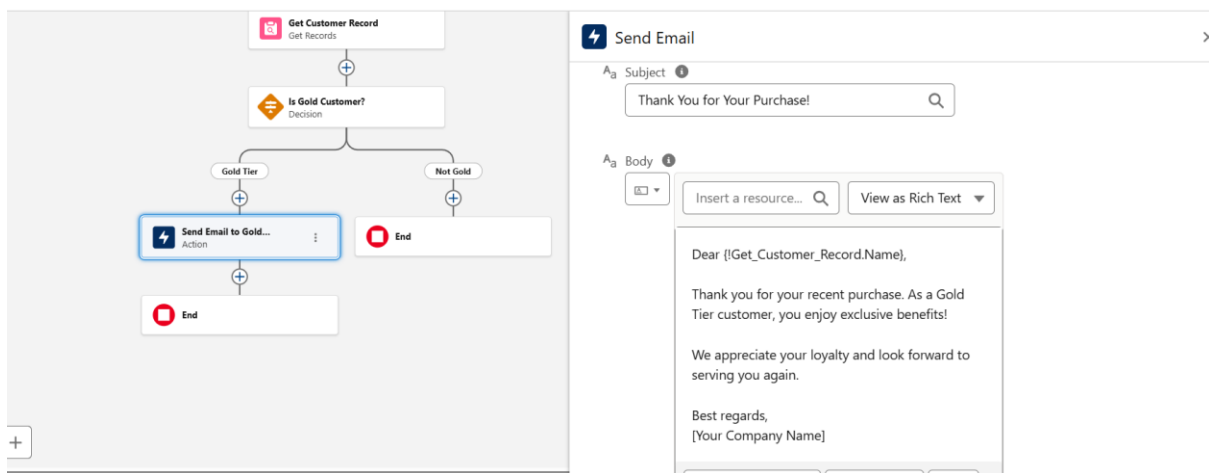 Get Customer Record
Get Records
Is Gold Customer?
Decision
Gold Tier
Not Gold
Send Email to Gold...
Action
End
End
Send Email
Aa Subject
Thank You for Your Purchase!
Aa Body
Insert a resource...
View as Rich Text
Dear {!Get_Customer_Record.Name},
Thank you for your recent purchase. As a Gold
Tier customer, you enjoy exclusive benefits!
We appreciate your loyalty and look forward to
serving you again.
Best regards,
[Your Company Name]